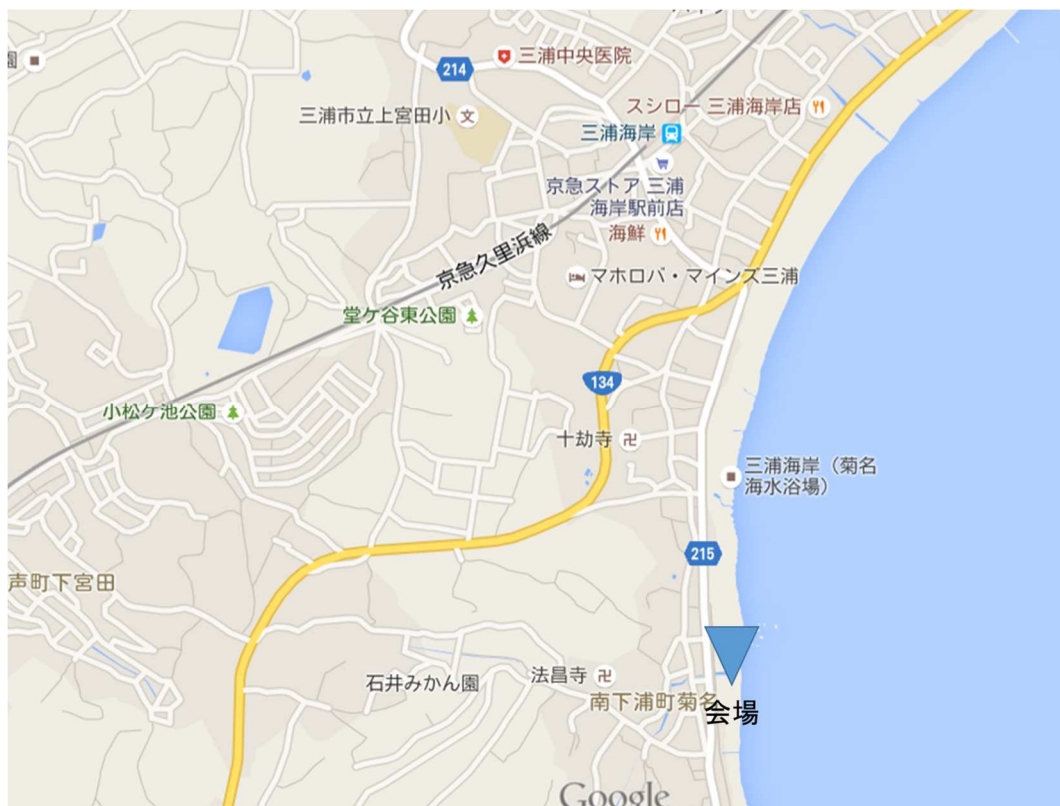 214
三浦中央医院
園
三浦市立上宮田小
文
スシロー 三浦海岸店
三浦海岸
京急ストア 三浦
海岸駅前店
海鮮
京急久里浜線
マホロバ・マインズ三浦
堂ケ谷東公園
134
小松ケ池公園
十劫寺
卍
三浦海岸（菊名
海水浴場）
215
声町下宮田
石井みかん園
法昌寺
卍
南下浦町菊名
会場
Google